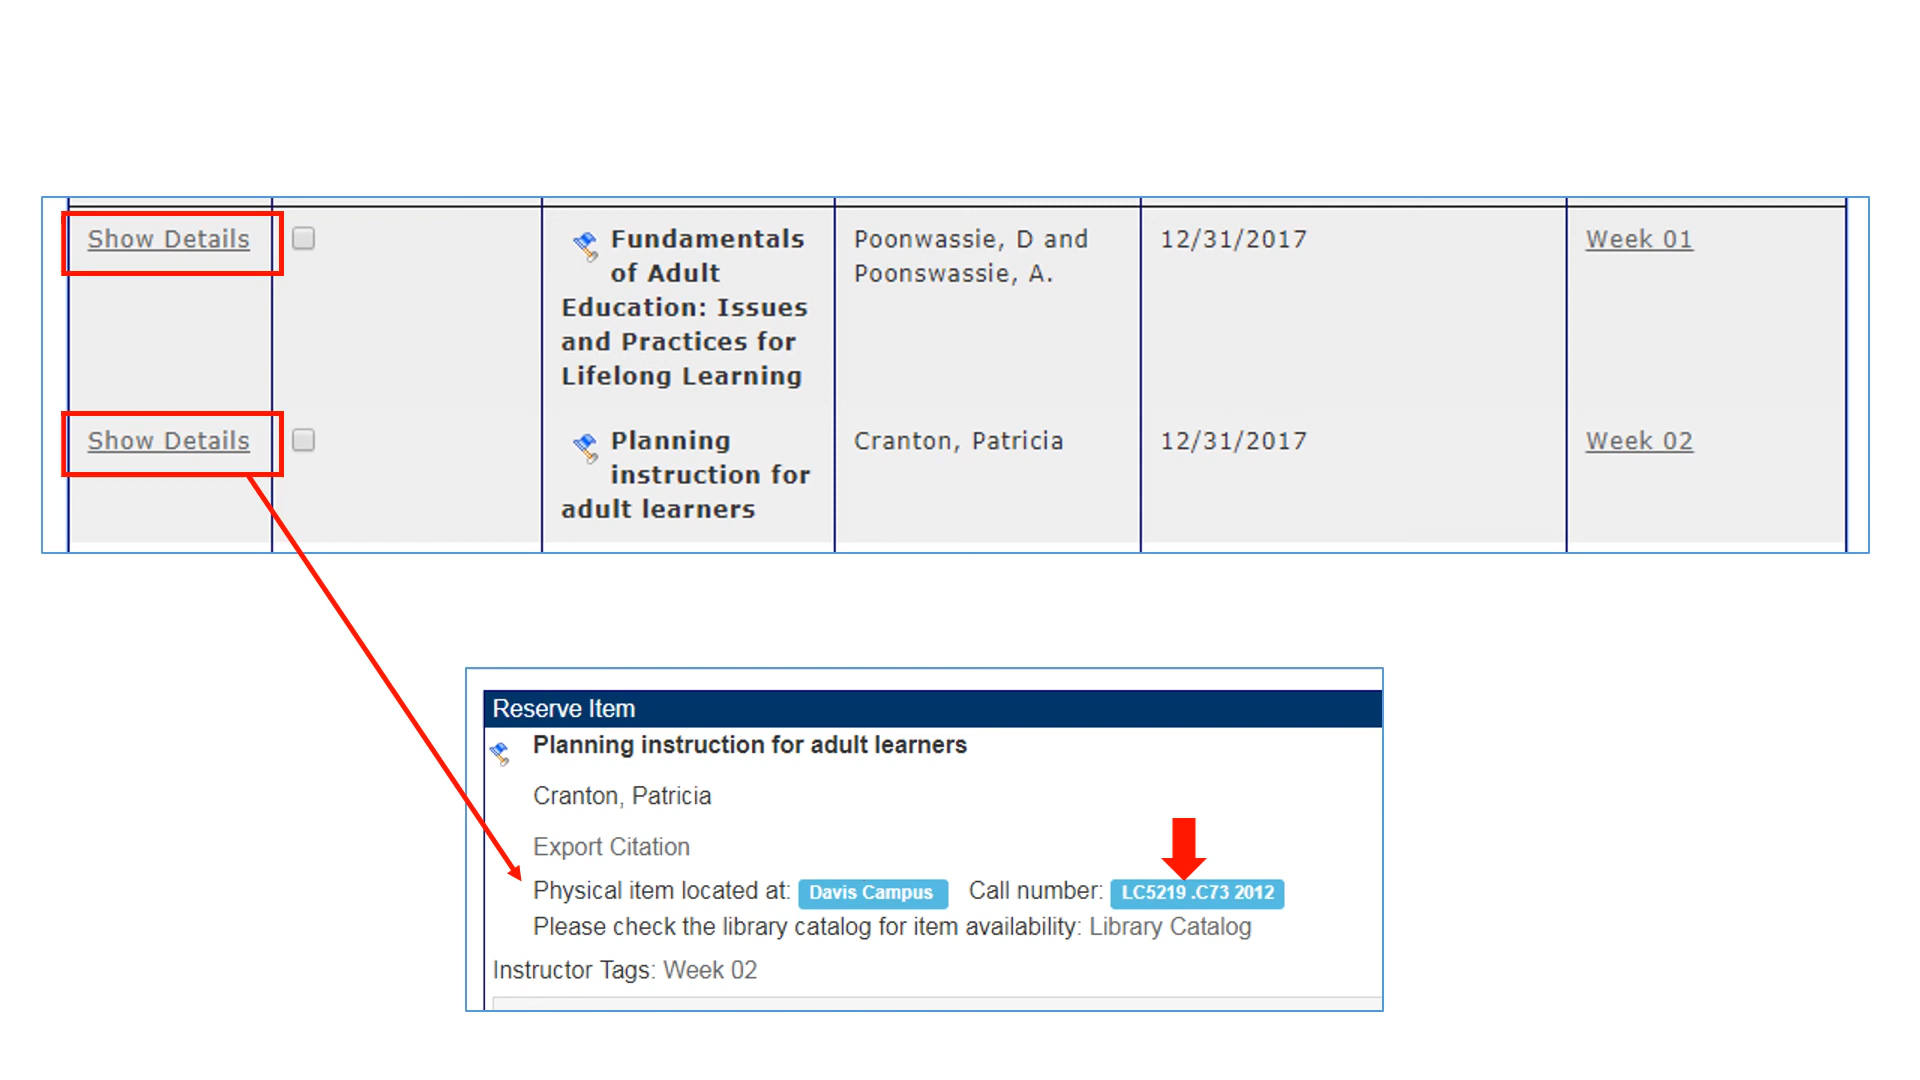 Show Details
Fundamentals
of Adult
Education: Issues
and Practices for
Lifelong Learning
Poonwassie, D and
Poonswassie, A.
12/31/2017
Week 01
Show Details
Planning
instruction for
adult learners
Cranton, Patricia
12/31/2017
Week 02
Reserve Item
Planning instruction for adult learners
Cranton, Patricia
Export Citation
Physical item located at: Davis Campus Call number: LC5219 .C73 2012
Please check the library catalog for item availability: Library Catalog
Instructor Tags: Week 02